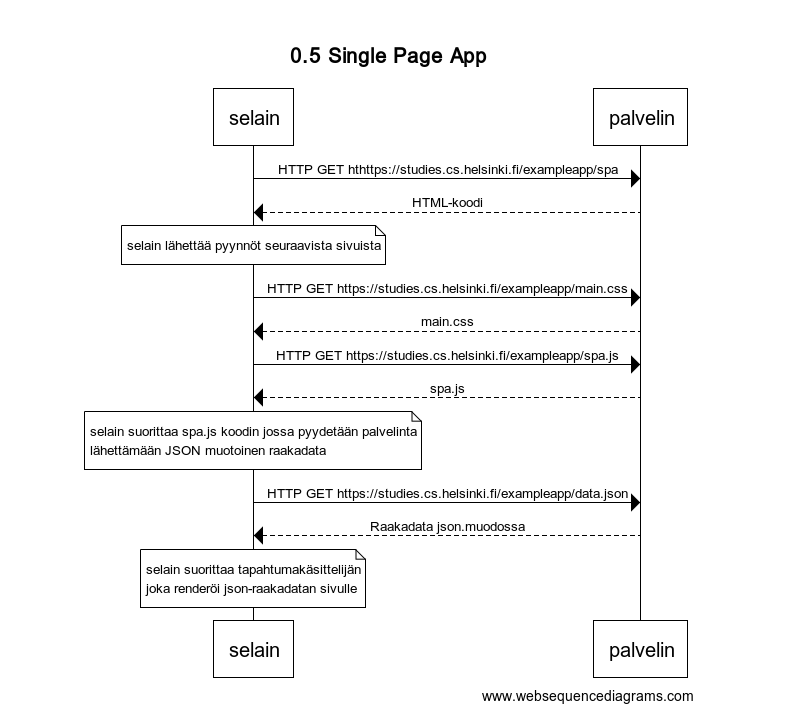 0.5 Single Page App
selain
palvelin
HTTP GET hthttps://studies.cs.helsinki.fi/exampleapp/spa
HTML-koodi
selain lähettää pyynnöt seuraavista sivuista
HTTP GET https://studies.cs.helsinki.fi/exampleapp/main.css
main.css
HTTP GET https://studies.cs.helsinki.fi/exampleapp/spa.js
spa.js
selain suorittaa spa.js koodin jossa pyydetään palvelinta
lähettämään JSON muotoinen raakadata
HTTP GET https://studies.cs.helsinki.fi/exampleapp/data.json
Raakadata json.muodossa
selain suorittaa tapahtumakäsittelijän
joka renderöi json-raakadatan sivulle
selain
palvelin
www.websequencediagrams.com